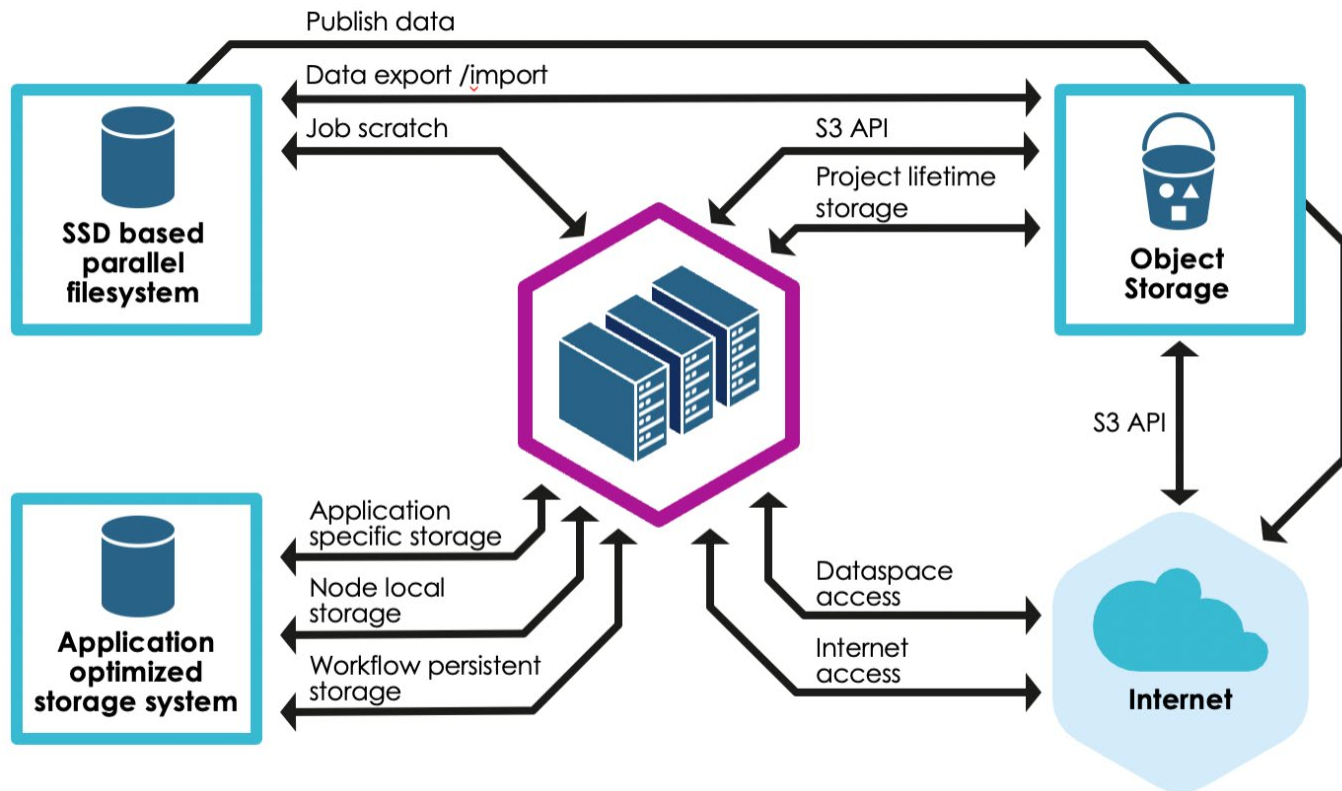 Publish data
Data export /import
Job scratch
S3 API
Project lifetime
storage
SSD based
parallel
filesystem
Object
Storage
S3 API
Application
specific storage
Node local
storage
Workflow persistent
storage
Application
optimized
storage system
Dataspace
access
Internet
access
Internet